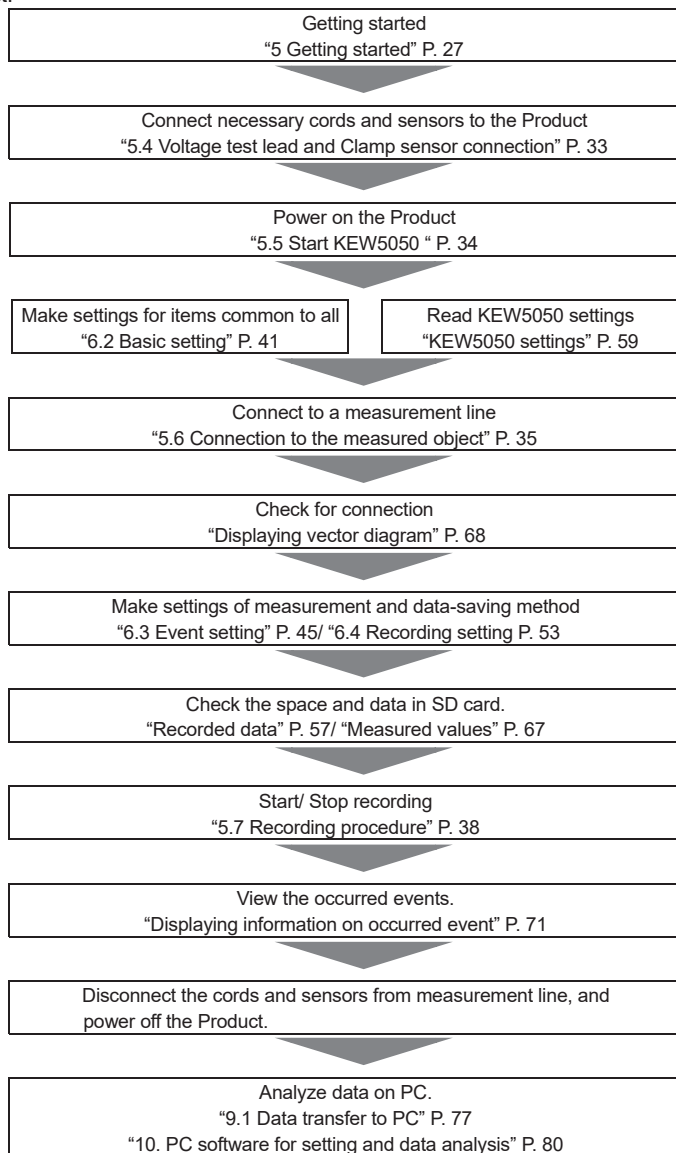 Getting started
“5 Getting started” P. 27
Connect necessary cords and sensors to the Product
“5.4 Voltage test lead and Clamp sensor connection” P. 33
Power on the Product
“5.5 Start KEW5050 “ P. 34
Make settings for items common to all
“6.2 Basic setting” P. 41
Read KEW5050 settings
“KEW5050 settings” P. 59
Connect to a measurement line
“5.6 Connection to the measured object” P. 35
Check for connection
“Displaying vector diagram” P. 68
Make settings of measurement and data-saving method
“6.3 Event setting” P. 45/ “6.4 Recording setting P. 53
Check the space and data in SD card.
“Recorded data” P. 57/ “Measured values” P. 67
Start/ Stop recording
“5.7 Recording procedure” P. 38
View the occurred events.
“Displaying information on occurred event” P. 71
Disconnect the cords and sensors from measurement line, and
power off the Product.
Analyze data on PC.
“9.1 Data transfer to PC” P. 77
“10. PC software for setting and data analysis” P. 80